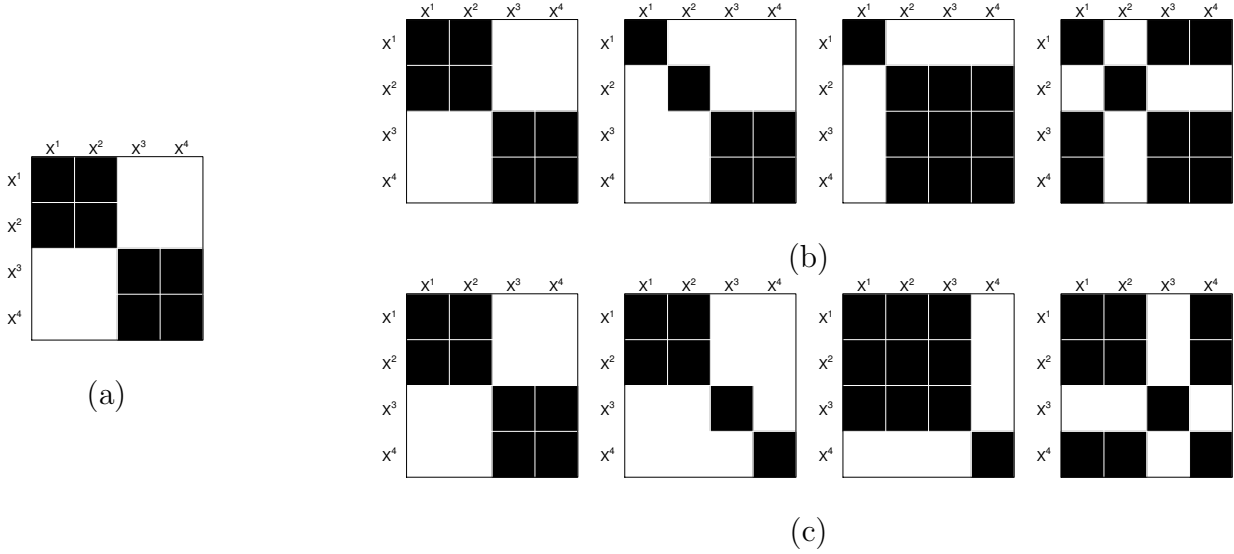 X¹ X² X³ X⁴
X¹
X²
X³
X⁴
(a)
X¹ X² X³ X⁴
X¹
X²
X³
X⁴
X¹ X² X³ X⁴
X¹
X²
X³
X⁴
X¹ X² X³ X⁴
X¹
X²
X³
X⁴
X¹ X² X³ X⁴
X¹
X²
X³
X⁴
(b)
X¹ X² X³ X⁴
X¹
X²
X³
X⁴
X¹ X² X³ X⁴
X¹
X²
X³
X⁴
X¹ X² X³ X⁴
X¹
X²
X³
X⁴
X¹ X² X³ X⁴
X¹
X²
X³
X⁴
(c)